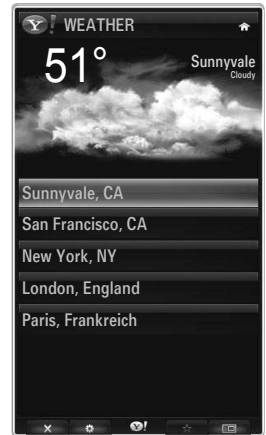 Y! WEATHER
51°
Sunnyvale
Cloudy
Sunnyvale, CA
San Francisco, CA
New York, NY
London, England
Paris, Frankreich
Y!